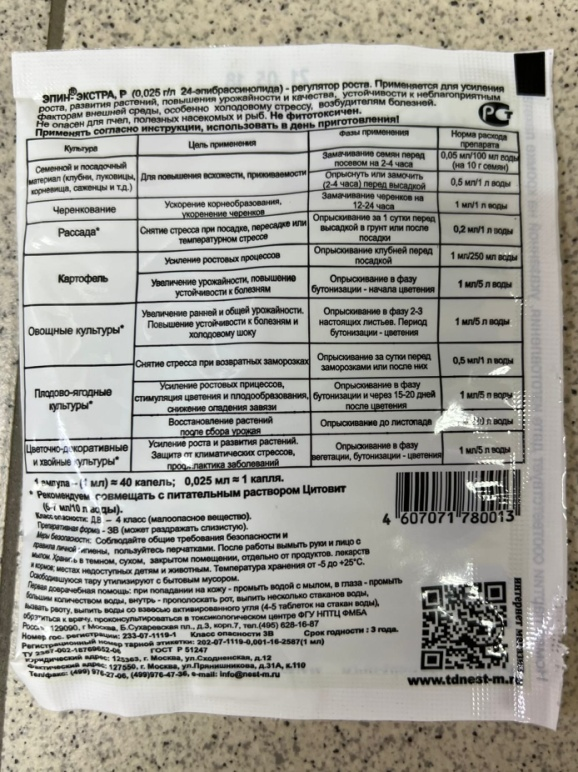 ЭПИН®-ЭКСТРА, Р (0,025 г/л 24-эпибрассинолида) - регулятор роста. Применяется для усиления
роста, развития растений, повышения урожайности и качества, устойчивости к неблагоприятным
факторам внешней среды, особенно холодовому стрессу, возбудителям болезней.
Не опасен для пчел, полезных насекомых и рыб. Не фитотоксичен.
Применять согласно инструкции, использовать в день приготовления!
РСТ
Культура Цель применения Фазы применения Норма расхода препарата
Семенной и посадочный материал (клубни, луковицы, корневища, саженцы и т.д.) Для повышения всхожести, приживаемости
Замачивание семян перед посевом на 2-4 часа 0,05 мл/100 мл воды (на 10 г семян)
Опрыснуть или замочить (2-4 часа) перед высадкой 0,5 мл/1 л воды
Черенкование Ускорение корнеобразования, укоренение черенков Замачивание черенков на 12-24 часа 1 мл/1 л воды
Рассада* Снятие стресса при посадке, пересадке или температурном стрессе Опрыскивание за 1 сутки перед высадкой в грунт или после посадки 0,2 мл/1 л воды
Картофель Усиление ростовых процессов Опрыскивание клубней перед посадкой 1 мл/250 мл воды
Увеличение урожайности, повышение устойчивости к болезням Опрыскивание в фазу бутонизации - начала цветения 1 мл/5 л воды
Овощные культуры* Увеличение ранней и общей урожайности. Повышение устойчивости к болезням и холодовому шоку Опрыскивание в фазу 2-3 настоящих листьев. Период бутонизации - цветения 1 мл/5 л воды
Плодово-ягодные культуры* Снятие стресса при возвратных заморозках Опрыскивание за сутки перед заморозками или после них 0,5 мл/1 л воды
Усиление ростовых процессов, стимуляция цветения и плодообразования, снижение опадения завязи Опрыскивание в фазу бутонизации и через 15-20 дней после цветения 1 мл/5 л воды
Восстановление растений после сбора урожая Опрыскивание до листопада л воды
Цветочно-декоративные и хвойные культуры* Усиление роста и развития растений. Защита от климатических стрессов, профилактика заболеваний Опрыскивание в фазу вегетации, бутонизации - цветения 1 мл/5 л воды
1 ампула - (1 мл) ≈ 40 капель; 0,025 мл ≈ 1 капля.
* Рекомендуем совмещать с питательным раствором Цитовит
мл/10 л воды).
Класс опасности: ДВ - 4 класс (малоопасное вещество).
Препаративная форма - 3В (может раздражать слизистую).
Меры безопасности: Соблюдайте общие требования безопасности и
правила личной гигиены, пользуйтесь перчатками. После работы вымыть руки и лицо с
мылом. Хранить в темном, сухом, закрытом помещении, отдельно от продуктов. лекарств
и кормов; местах недоступных детям и животным. Температура хранения от -5 до +25°С.
Освободившуюся тару утилизируют с бытовым мусором.
Первая доврачебная помощь: при попадании на кожу - промыть водой с мылом, в глаза - промыть
большим количеством воды, внутрь - прополоскать рот, выпить несколько стаканов воды,
вызвать рвоту, выпить воды со взвесью активированного угля (4-5 таблеток на стакан воды),
обратиться к врачу, проконсультироваться в токсикологическом центре ФГУ НПТЦ ФМБА
129090, г Москва, Б.Сухаревская пл., д.3, корп.7, тел.(495) 628-16-87
Номер гос. регистрации: 233-07-1119-1 Класс опасности 3В Срок годности: 3 года.
Регистрационный номер тарной этикетки: 202-07-1119-0,001-16-2587(1 мл)
ГОСТ Р 51247
Юридический адрес: 125363, г. Москва, ул.Сходненская, д.12
Фактический адрес: 127550, г. Москва, ул.Прянишникова, д.31А, к.110
Тел/факс: (499) 976-27-06, (499)976-47-36, e-mail: info@nest-m.ru
4 607071 780013
www.tdnest-m.ru